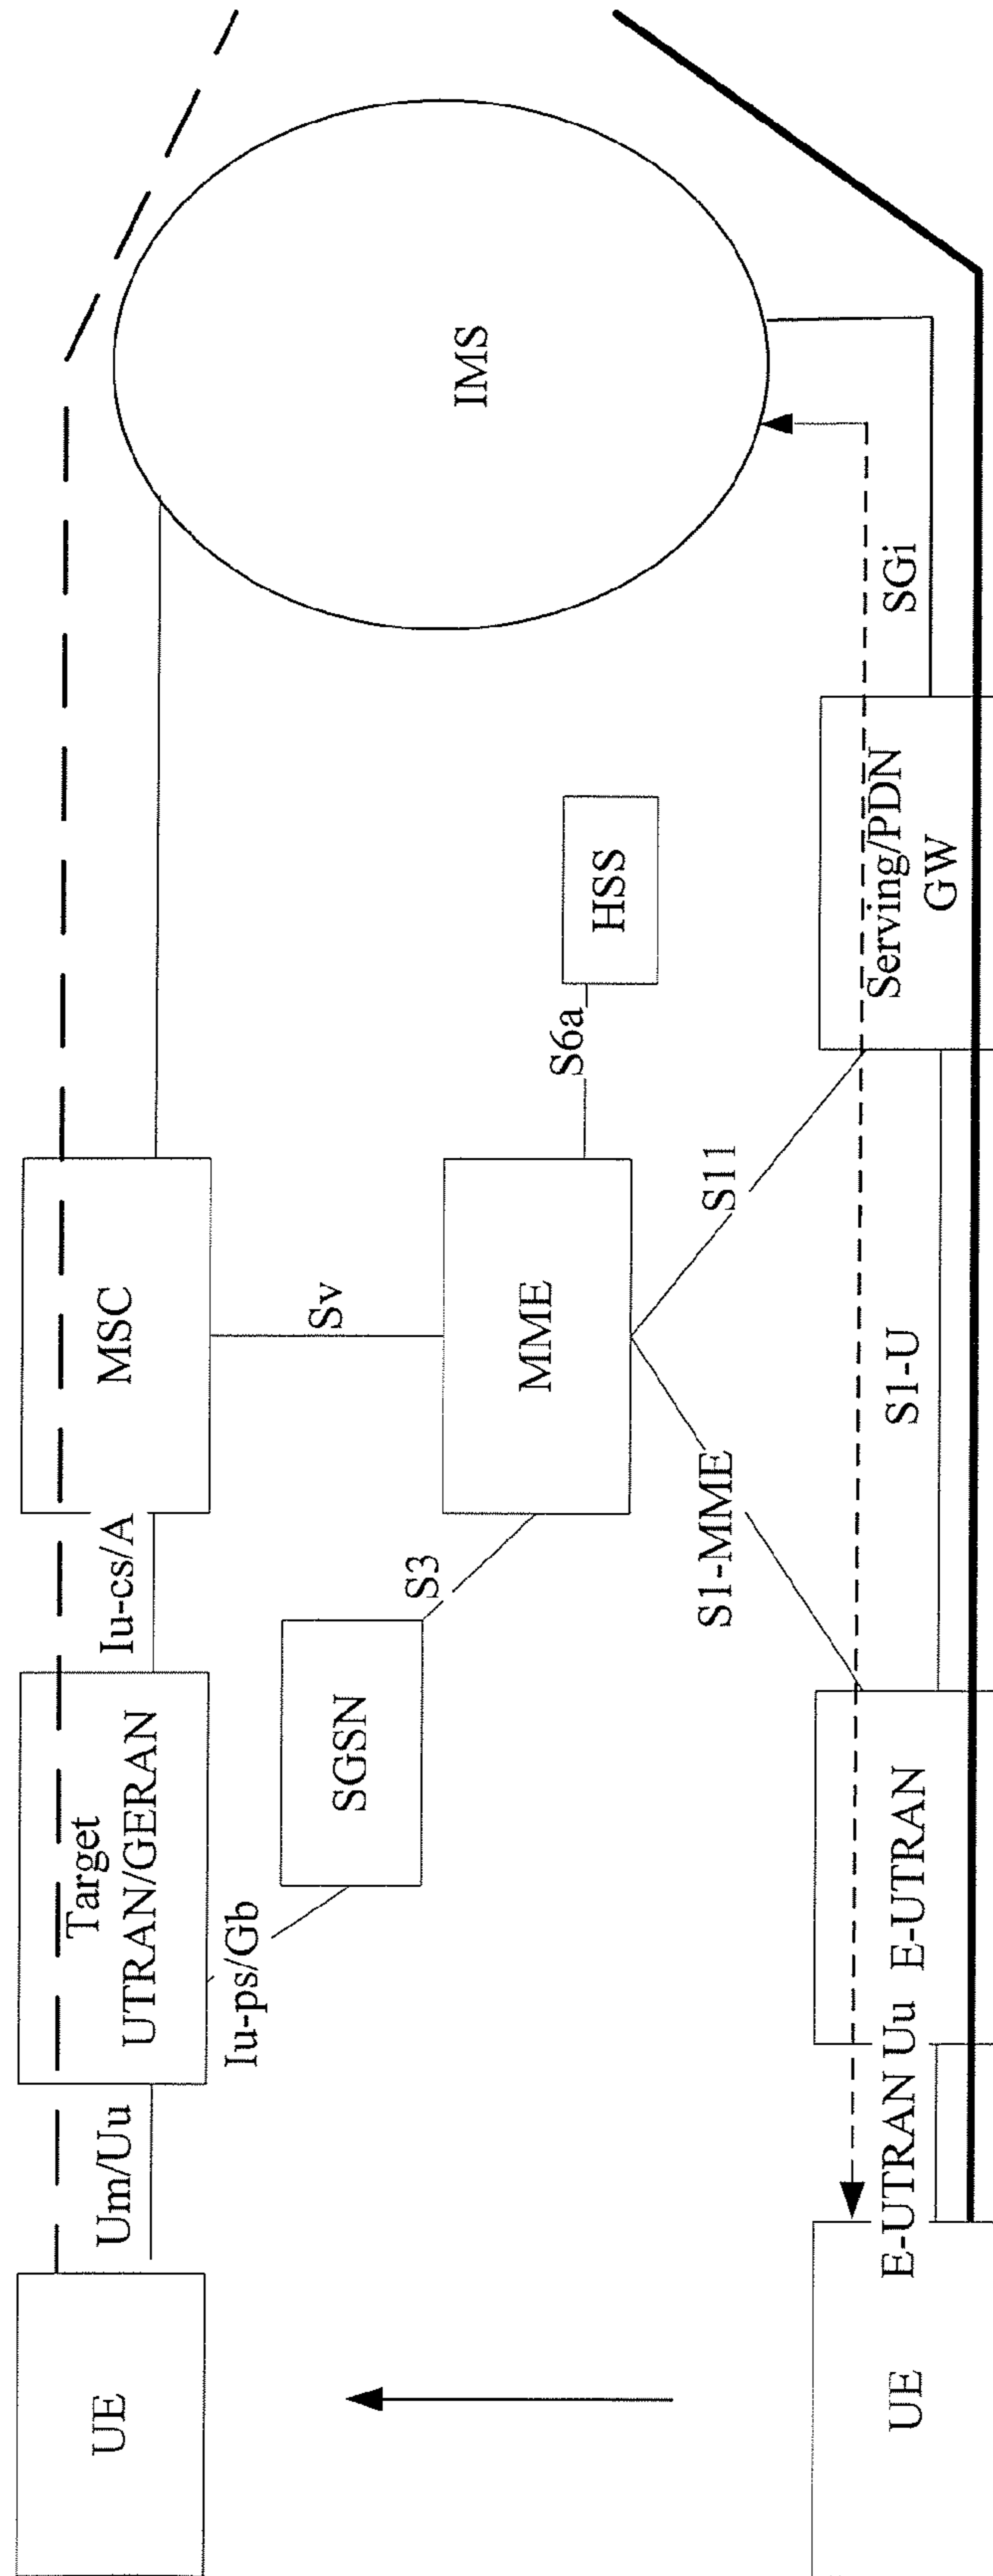 UE
Um/Uu
Target
UTRAN/GERAN
Iu-cs/A
MSC
Iu-ps/Gb
SGSN
S3
Sv
MME
S6a
HSS
IMS
S1-MME
S11
UE
E-UTRAN Uu
E-UTRAN
S1-U
Serving/PDN
GW
SGi